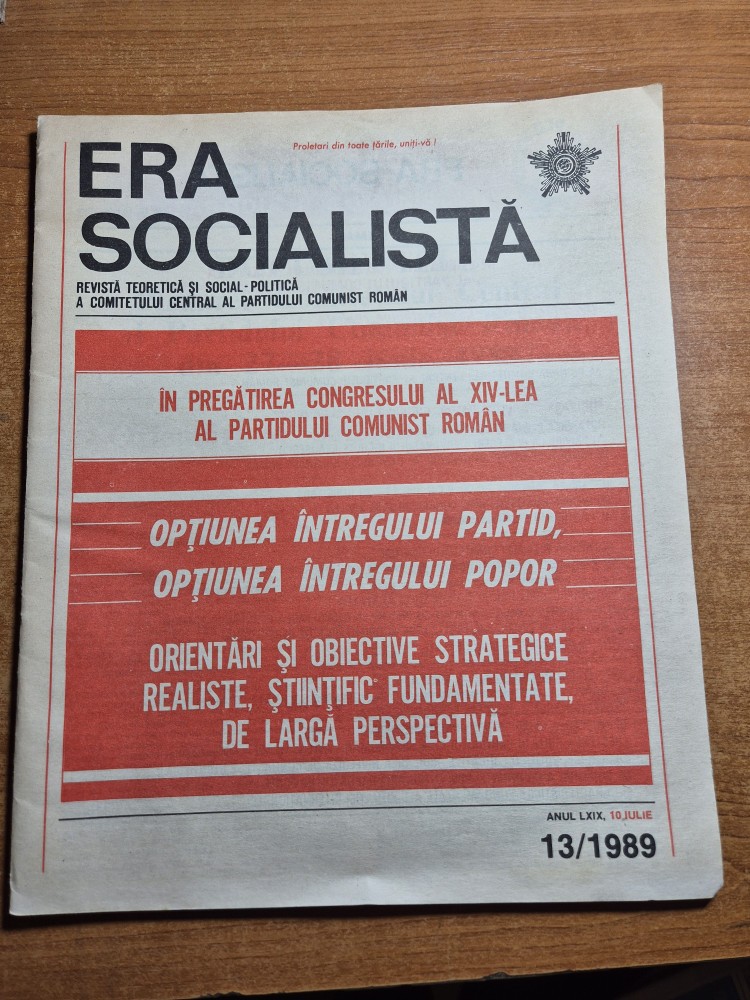 Proletari din toate țările, uniți-vă !
ERA
SOCIALISTĂ
REVISTĂ TEORETICĂ ȘI SOCIAL-POLITICĂ
A COMITETULUI CENTRAL AL PARTIDULUI COMUNIST ROMÂN
ÎN PREGĂTIREA CONGRESULUI AL XIV-LEA
AL PARTIDULUI COMUNIST ROMÂN
OPȚIUNEA ÎNTREGULUI PARTID,
OPȚIUNEA ÎNTREGULUI POPOR
ORIENTĂRI ȘI OBIECTIVE STRATEGICE
REALISTE, ȘTIINȚIFIC FUNDAMENTATE,
DE LARGĂ PERSPECTIVĂ
ANUL LXIX, 10 IULIE
13/1989